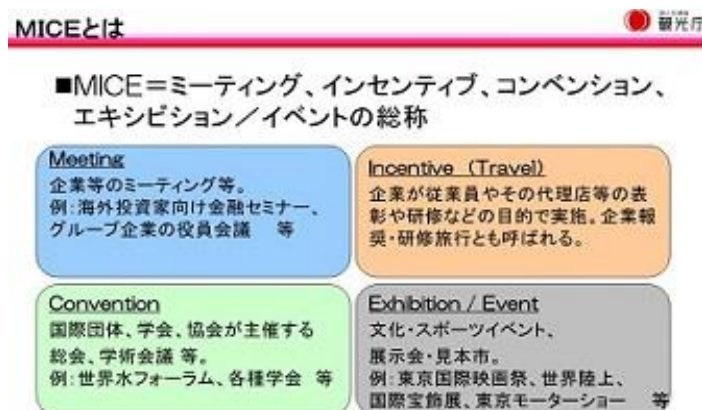 MICEとは
観光庁
■MICE＝ミーティング、インセンティブ、コンベンション、
エキシビション／イベントの総称
Meeting
企業等のミーティング等。
例：海外投資家向け金融セミナー、
グループ企業の役員会議　等
Incentive （Travel）
企業が従業員やその代理店等の表
彰や研修などの目的で実施。企業報
奨・研修旅行とも呼ばれる。
Convention
国際団体、学会、協会が主催する
総会、学術会議 等。
例：世界水フォーラム、各種学会　等
Exhibition / Event
文化・スポーツイベント、
展示会・見本市。
例：東京国際映画祭、世界陸上、
国際宝飾展、東京モーターショー　等